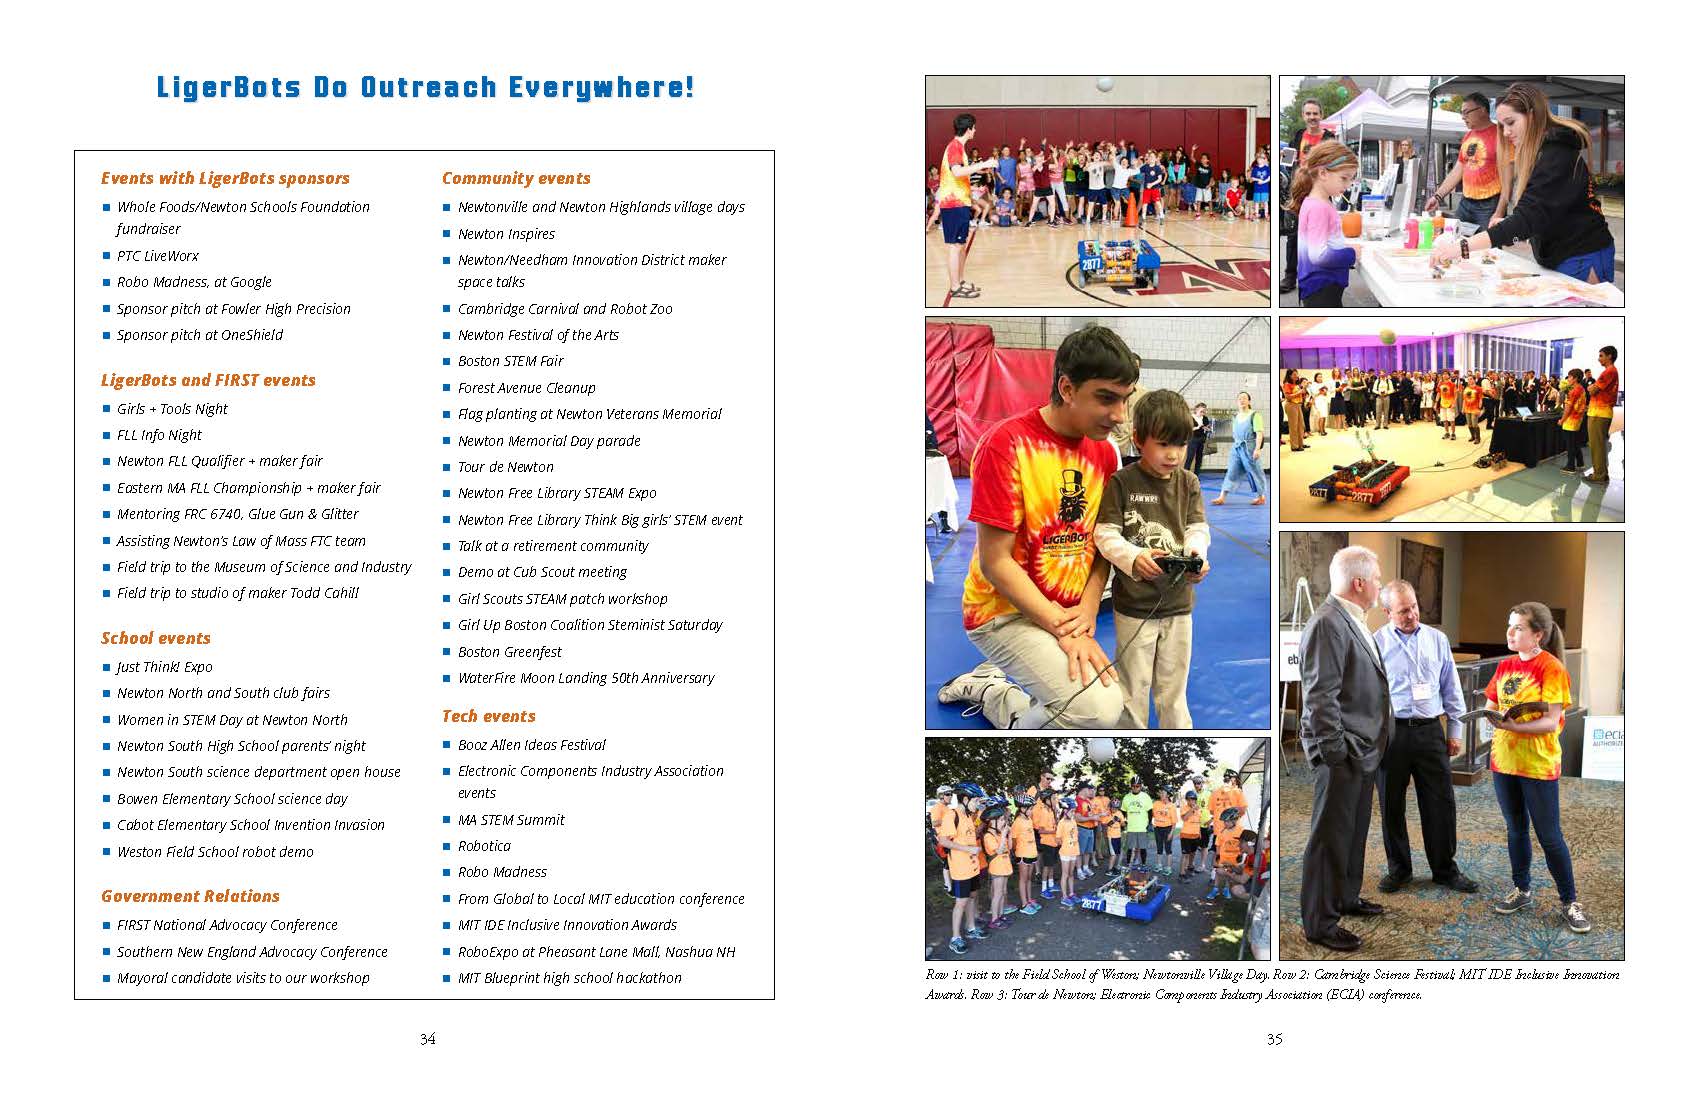 LigerBots Do Outreach Everywhere!
Events with LigerBots sponsors
Whole Foods/Newton Schools Foundation
fundraiser
PTC LiveWorx
Robo Madness, at Google
Sponsor pitch at Fowler High Precision
Sponsor pitch at OneShield
LigerBots and FIRST events
Girls + Tools Night
FLL Info Night
Newton FLL Qualifier + maker fair
Eastern MA FLL Championship + maker fair
Mentoring FRC 6740, Glue Gun & Glitter
Assisting Newton's Law of Mass FTC team
Field trip to the Museum of Science and Industry
Field trip to studio of maker Todd Cahill
School events
Just Think! Expo
Newton North and South club fairs
Women in STEM Day at Newton North
Newton South High School parents' night
Newton South science department open house
Bowen Elementary School science day
Cabot Elementary School Invention Invasion
Weston Field School robot demo
Government Relations
FIRST National Advocacy Conference
Southern New England Advocacy Conference
Mayoral candidate visits to our workshop
Community events
Newtonville and Newton Highlands village days
Newton Inspires
Newton/Needham Innovation District maker
space talks
Cambridge Carnival and Robot Zoo
Newton Festival of the Arts
Boston STEM Fair
Forest Avenue Cleanup
Flag planting at Newton Veterans Memorial
Newton Memorial Day parade
Tour de Newton
Newton Free Library STEAM Expo
Newton Free Library Think Big girls' STEM event
Talk at a retirement community
Demo at Cub Scout meeting
Girl Scouts STEAM patch workshop
Girl Up Boston Coalition Steminist Saturday
Boston Greenfest
WaterFire Moon Landing 50th Anniversary
Tech events
Booz Allen Ideas Festival
Electronic Components Industry Association
events
MA STEM Summit
Robotica
Robo Madness
From Global to Local MIT education conference
MIT IDE Inclusive Innovation Awards
RoboExpo at Pheasant Lane Mall, Nashua NH
MIT Blueprint high school hackathon
34
2877
RAWWR!
LIGERBOT
2877
2877
eb
ecia
AUTHORIZE
2877
Row 1: visit to the Field School of Weston; Newtonville Village Day. Row 2: Cambridge Science Festival; MIT IDE Inclusive Innovation
Awards. Row 3: Tour de Newton; Electronic Components Industry Association (ECIA) conference.
35